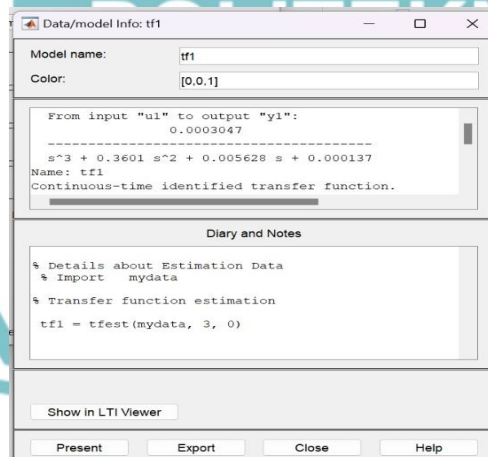 Data/model Info: tf1
Model name:
tf1
Color:
[0,0,1]
From input "u1" to output "y1":
0.0003047
----------------------------------------
s^3 + 0.3601 s^2 + 0.005628 s + 0.000137
Name: tf1
Continuous-time identified transfer function.
Diary and Notes
% Details about Estimation Data
% Import mydata
% Transfer function estimation
tf1 = tfest(mydata, 3, 0)
Show in LTI Viewer
Present Export Close Help